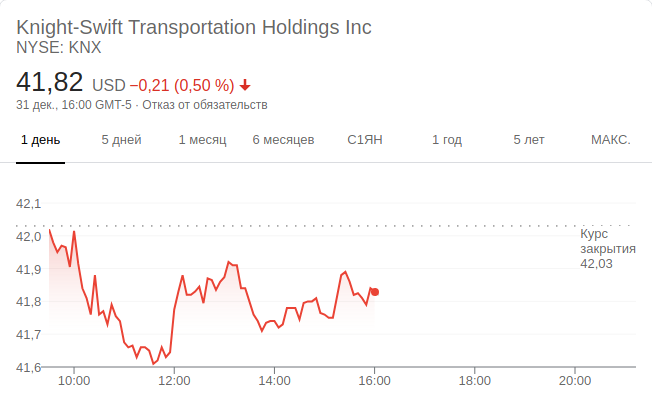 Knight-Swift Transportation Holdings Inc
NYSE: KNX
41,82 USD −0,21 (0,50 %)
31 дек., 16:00 GMT-5 · Отказ от обязательств
1 день 5 дней 1 месяц 6 месяцев С1ЯН 1 год 5 лет МАКС.
42,1
42,0
41,9
41,8
41,7
41,6
Курс
закрытия
42,03
10:00 12:00 14:00 16:00 18:00 20:00